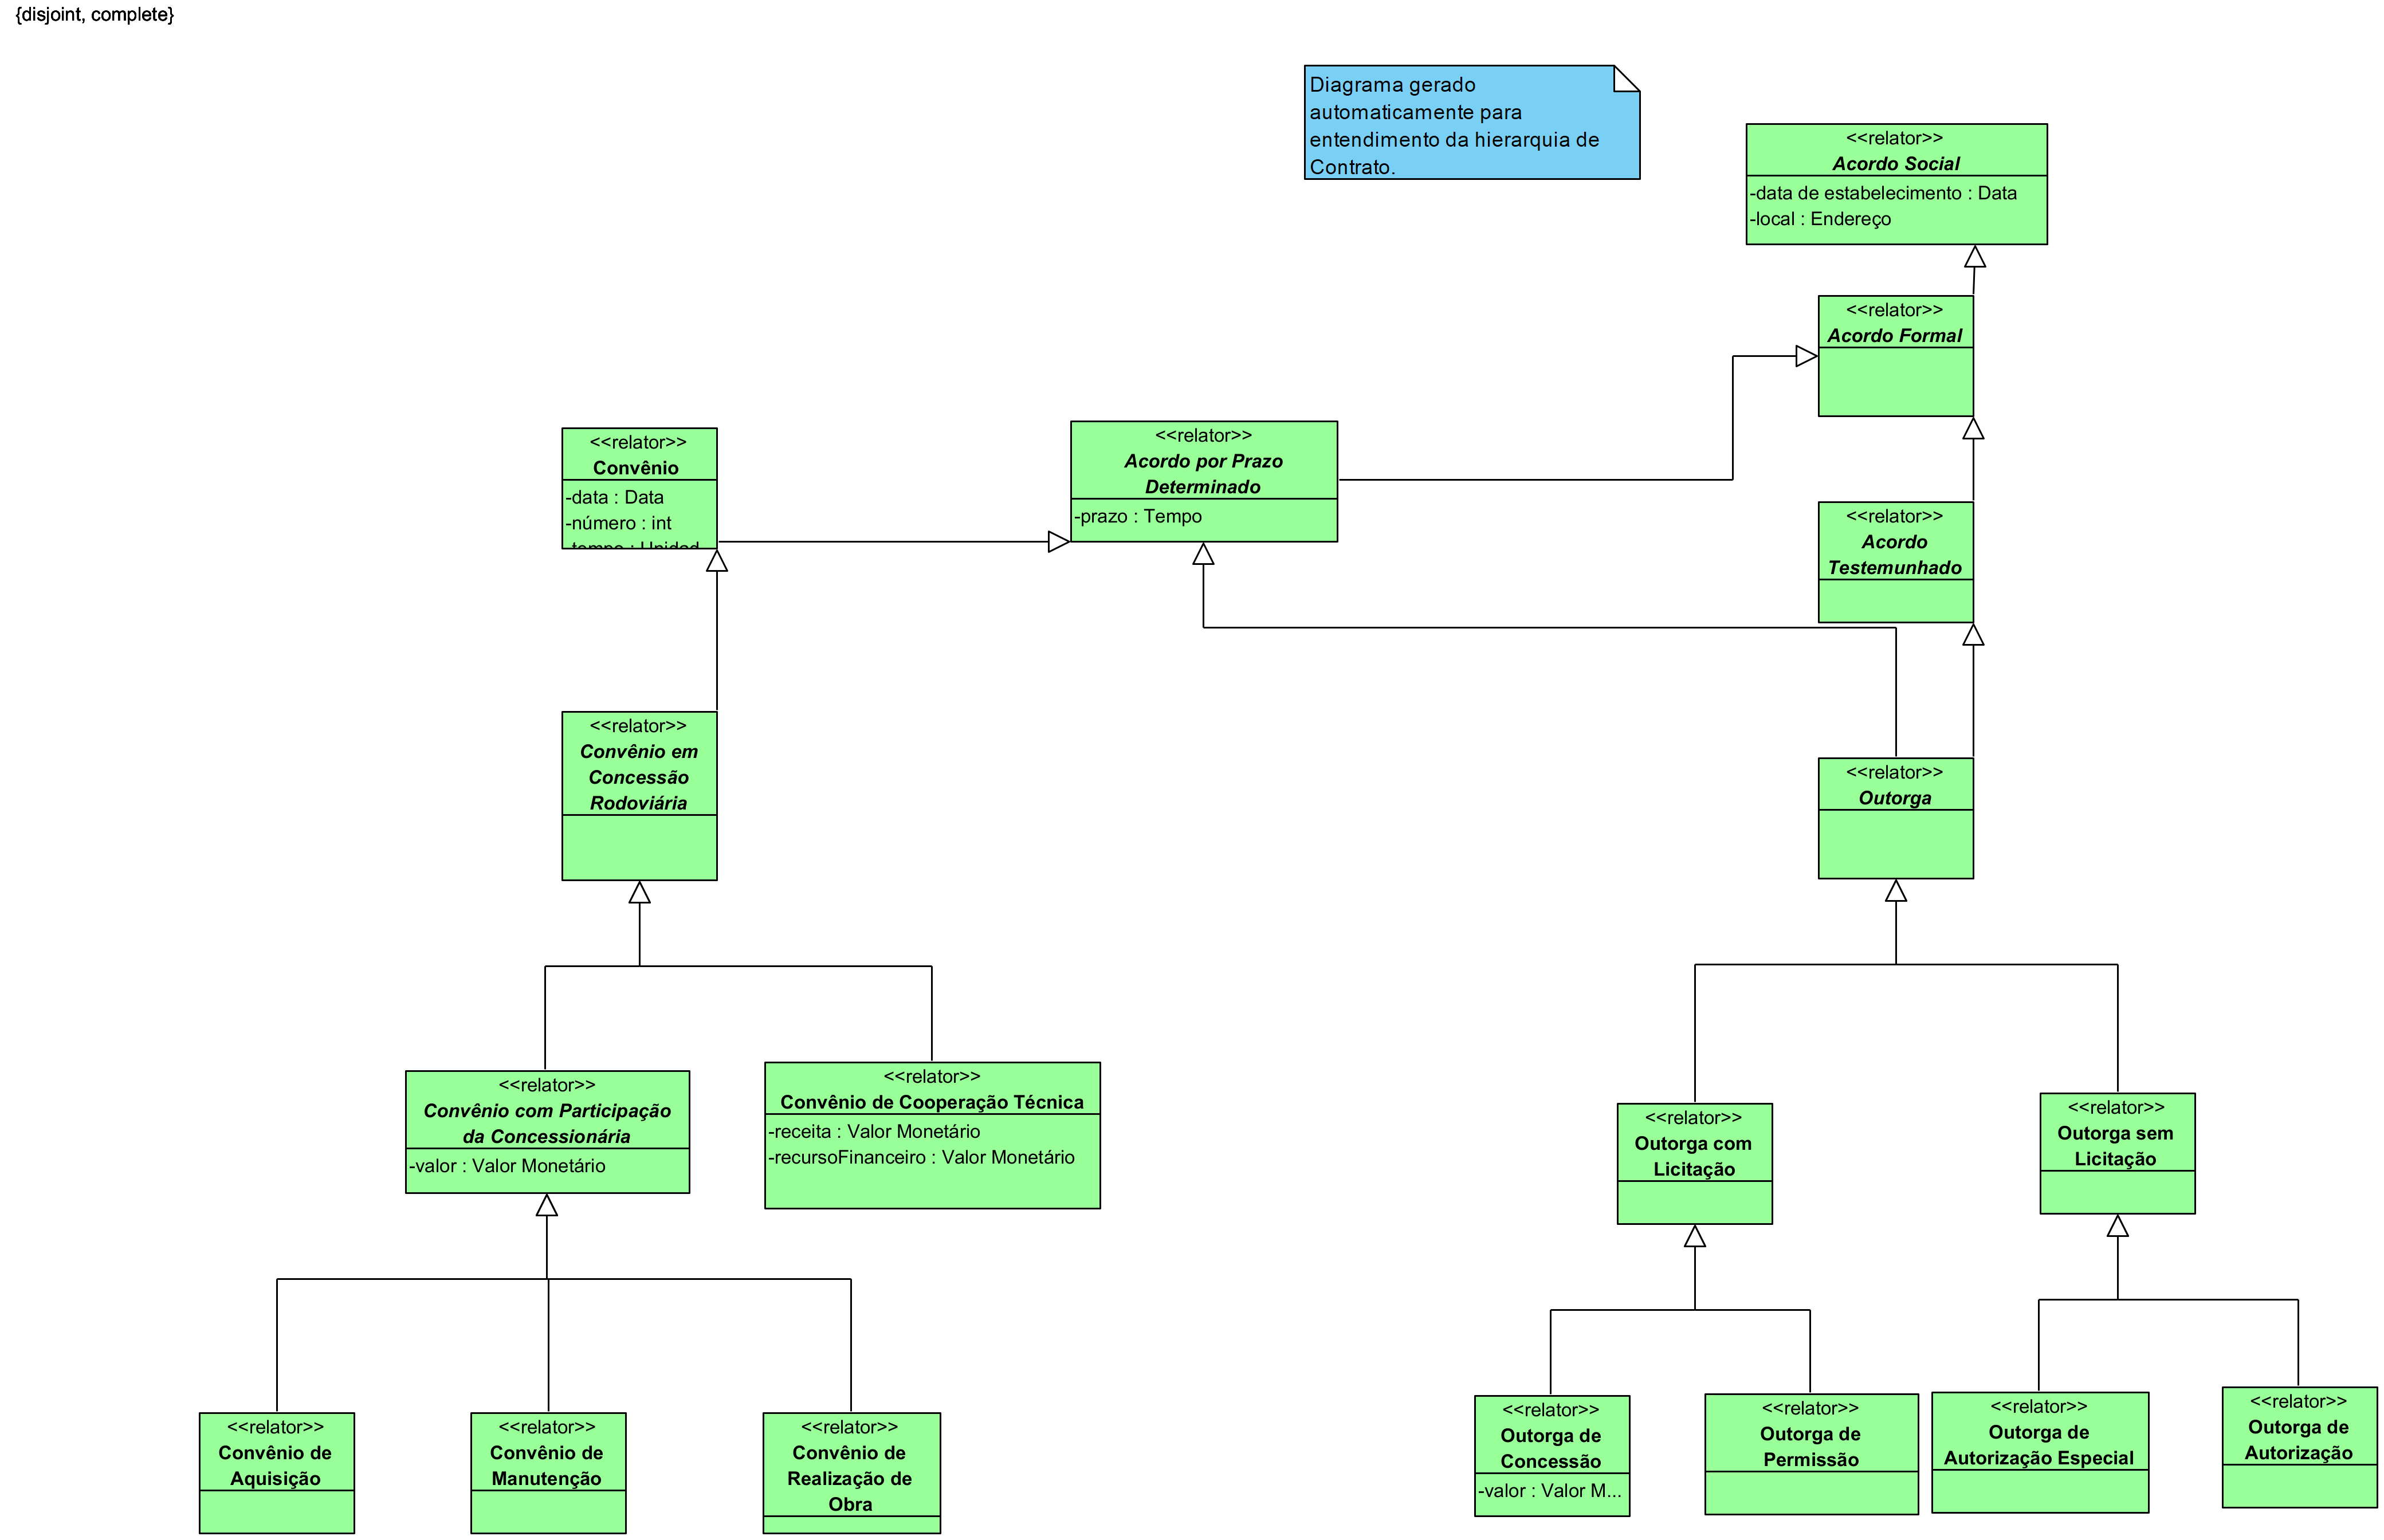 {disjoint, complete}
Diagrama gerado
automaticamente para
entendimento da hierarquia de
Contrato.
<<relator>>
Acordo Social
-data de estabelecimento : Data
-local : Endereço
<<relator>>
Acordo Formal
<<relator>>
Convênio
-data : Data
-número : int
-tempo : Unidad
<<relator>>
Acordo por Prazo
Determinado
-prazo : Tempo
<<relator>>
Acordo
Testemunhado
<<relator>>
Convênio em
Concessão
Rodoviária
<<relator>>
Outorga
<<relator>>
Convênio com Participação
da Concessionária
-valor : Valor Monetário
<<relator>>
Convênio de Cooperação Técnica
-receita : Valor Monetário
-recursoFinanceiro : Valor Monetário
<<relator>>
Outorga com
Licitação
<<relator>>
Outorga sem
Licitação
<<relator>>
Convênio de
Aquisição
<<relator>>
Convênio de
Manutenção
<<relator>>
Convênio de
Realização de
Obra
<<relator>>
Outorga de
Concessão
-valor : Valor M...
<<relator>>
Outorga de
Permissão
<<relator>>
Outorga de
Autorização Especial
<<relator>>
Outorga de
Autorização